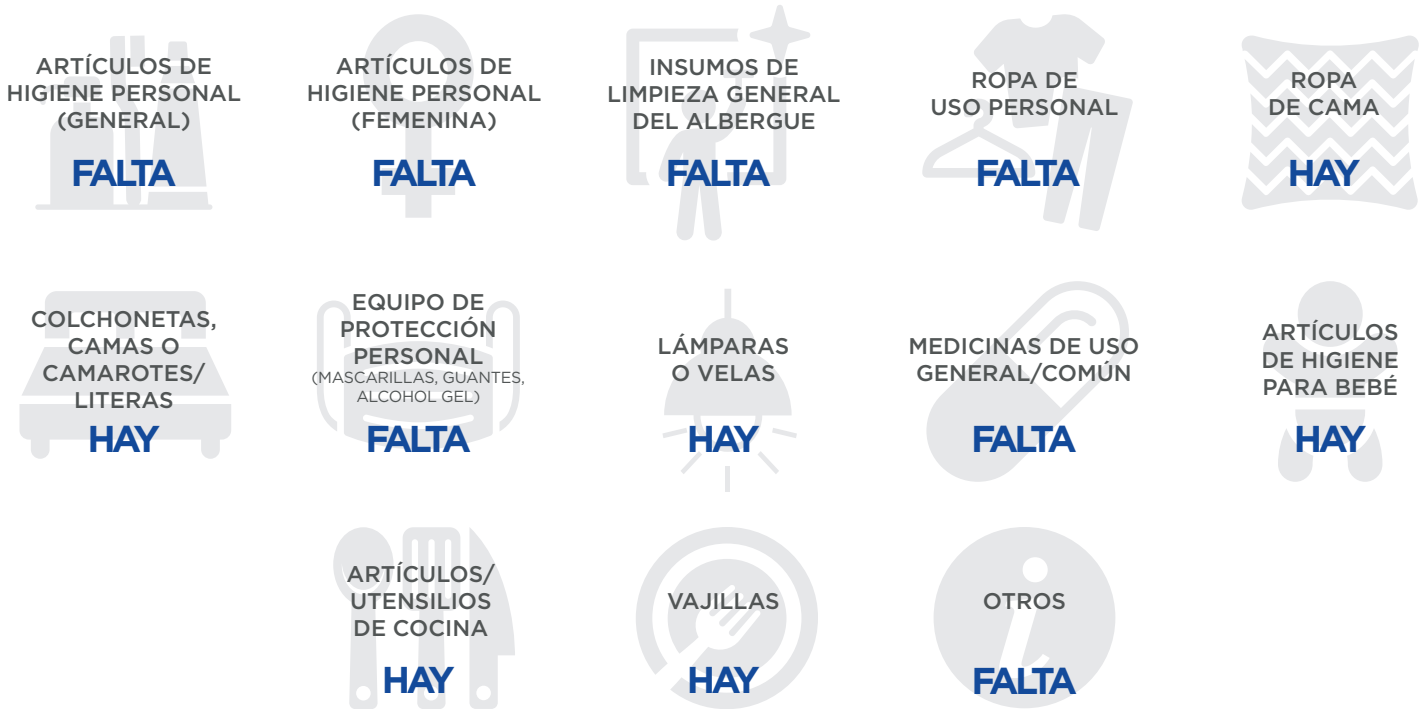 ARTÍCULOS DE
HIGIENE PERSONAL
(GENERAL)
FALTA
ARTÍCULOS DE
HIGIENE PERSONAL
(FEMENINA)
FALTA
INSUMOS DE
LIMPIEZA GENERAL
DEL ALBERGUE
FALTA
ROPA DE
USO PERSONAL
FALTA
ROPA
DE CAMA
HAY
COLCHONETAS,
CAMAS O
CAMAROTES/
LITERAS
HAY
EQUIPO DE
PROTECCIÓN
PERSONAL
(MASCARILLAS, GUANTES,
ALCOHOL GEL)
FALTA
LÁMPARAS
O VELAS
HAY
MEDICINAS DE USO
GENERAL/COMÚN
FALTA
ARTÍCULOS
DE HIGIENE
PARA BEBÉ
HAY
ARTÍCULOS/
UTENSILIOS
DE COCINA
HAY
VAJILLAS
HAY
OTROS
FALTA